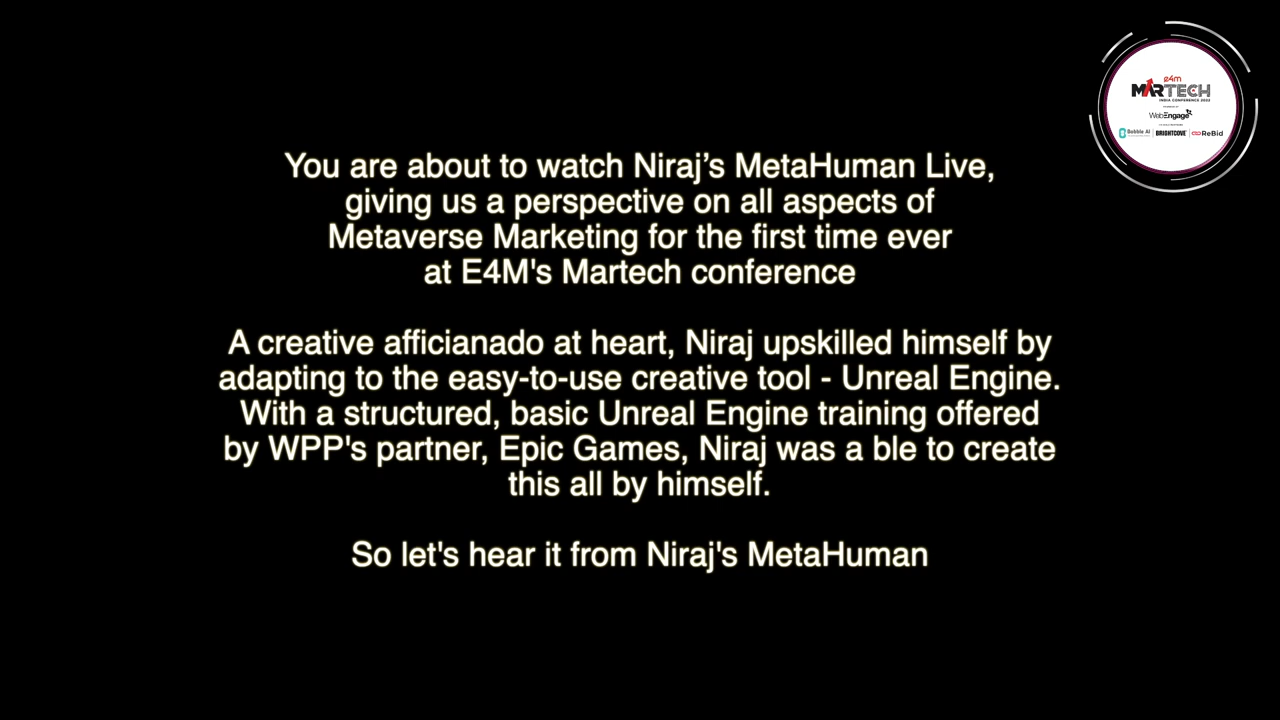 e4m
MARTECH
INDIA CONFERENCE 2022
WebEngage
Bobble AI BRIGHTCOVE ReBid
You are about to watch Niraj’s MetaHuman Live,
giving us a perspective on all aspects of
Metaverse Marketing for the first time ever
at E4M's Martech conference
A creative afficianado at heart, Niraj upskilled himself by
adapting to the easy-to-use creative tool - Unreal Engine.
With a structured, basic Unreal Engine training offered
by WPP's partner, Epic Games, Niraj was a ble to create
this all by himself.
So let's hear it from Niraj's MetaHuman